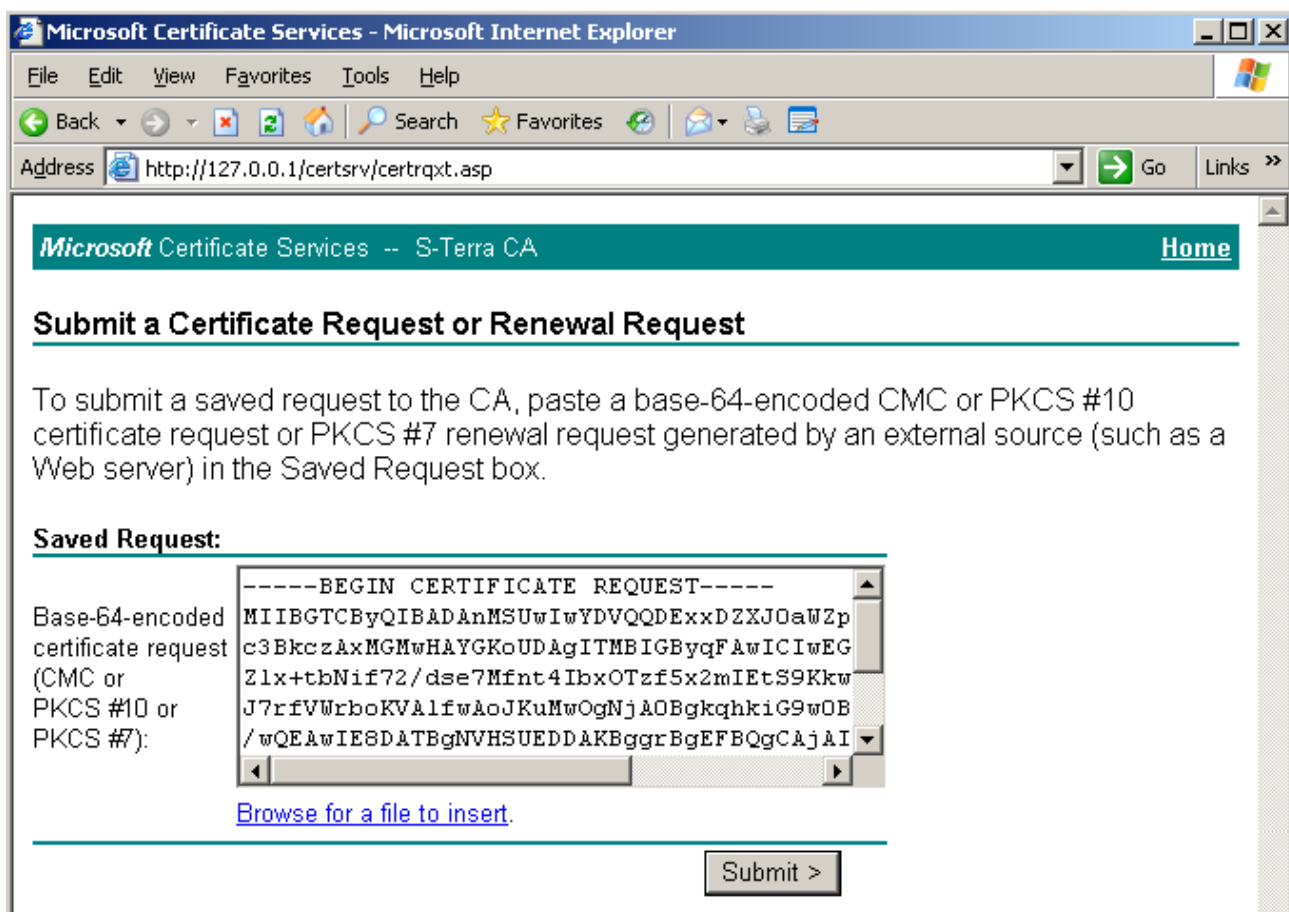 Microsoft Certificate Services - Microsoft Internet Explorer
File Edit View Favorites Tools Help
Back Search Favorites
Address http://127.0.0.1/certsrv/certrqxt.asp Go Links »
Microsoft Certificate Services -- S-Terra CA Home
Submit a Certificate Request or Renewal Request
To submit a saved request to the CA, paste a base-64-encoded CMC or PKCS #10
certificate request or PKCS #7 renewal request generated by an external source (such as a
Web server) in the Saved Request box.
Saved Request:
Base-64-encoded
certificate request
(CMC or
PKCS #10 or
PKCS #7):
-----BEGIN CERTIFICATE REQUEST-----
MIIBGTCByQIBADAnMSUwIwYDVQQDExxDZXJ0aWZp
c3BkczAxMGMwHAYGKoUDAgITMBIGByqFAwICIwEG
Zlx+tbNif72/dse7Mfnt4IbxOTzf5x2mIEtS9Kkw
J7rfVWrboKVAlfwAoJKuMwOgNjA0BgkqhkiG9w0B
/wQEAwIE8DATBgNVHSUEDDAKBggrBgEFBQgCAjAI
Browse for a file to insert.
Submit >